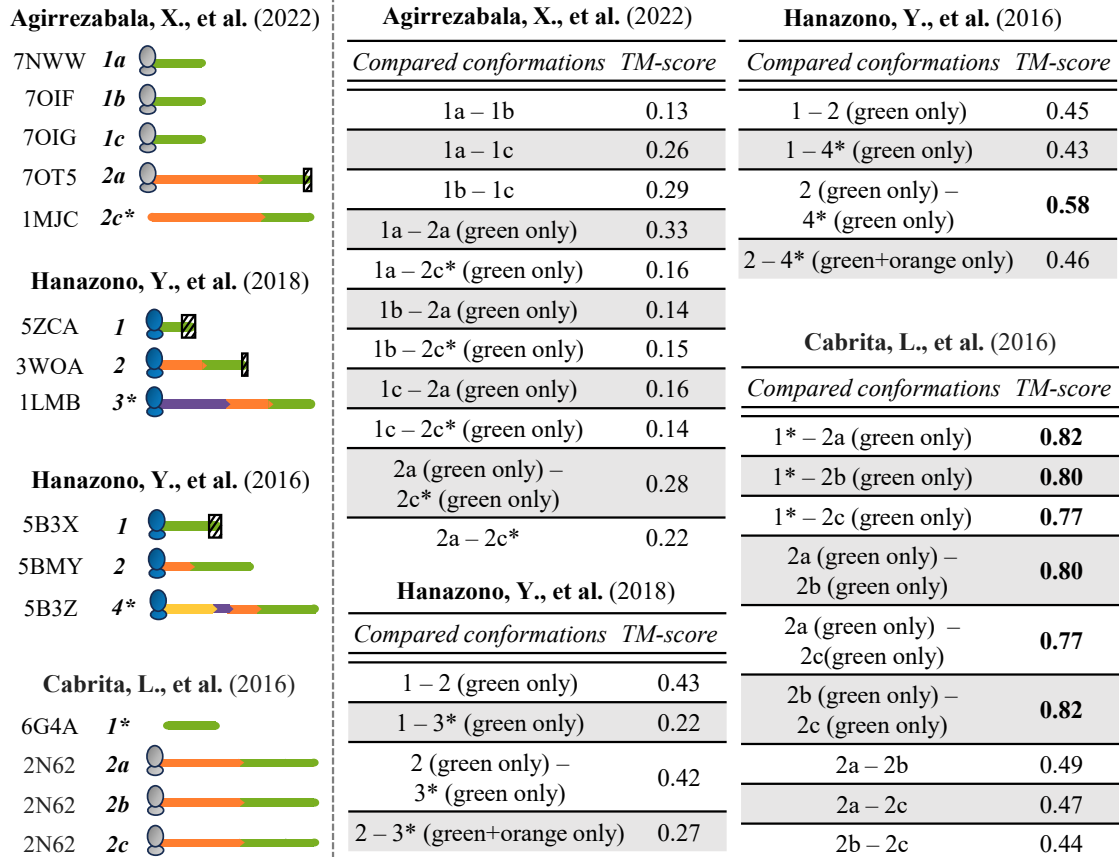 Agirrezabala, X., et al. (2022)
7NWW 1a
7OIF 1b
7OIG 1c
7OT5 2a
1MJC 2c*
Hanazono, Y., et al. (2018)
5ZCA 1
3WOA 2
1LMB 3*
Hanazono, Y., et al. (2016)
5B3X 1
5BMY 2
5B3Z 4*
Cabrita, L., et al. (2016)
6G4A 1*
2N62 2a
2N62 2b
2N62 2c
Agirrezabala, X., et al. (2022)
Compared conformations TM-score
1a – 1b 0.13
1a – 1c 0.26
1b – 1c 0.29
1a – 2a (green only) 0.33
1a – 2c* (green only) 0.16
1b – 2a (green only) 0.14
1b – 2c* (green only) 0.15
1c – 2a (green only) 0.16
1c – 2c* (green only) 0.14
2a (green only) –
2c* (green only) 0.28
2a – 2c* 0.22
Hanazono, Y., et al. (2018)
Compared conformations TM-score
1 – 2 (green only) 0.43
1 – 3* (green only) 0.22
2 (green only) –
3* (green only) 0.42
2 – 3* (green+orange only) 0.27
Hanazono, Y., et al. (2016)
Compared conformations TM-score
1 – 2 (green only) 0.45
1 – 4* (green only) 0.43
2 (green only) –
4* (green only) 0.58
2 – 4* (green+orange only) 0.46
Cabrita, L., et al. (2016)
Compared conformations TM-score
1* – 2a (green only) 0.82
1* – 2b (green only) 0.80
1* – 2c (green only) 0.77
2a (green only) –
2b (green only) 0.80
2a (green only) –
2c(green only) 0.77
2b (green only) –
2c (green only) 0.82
2a – 2b 0.49
2a – 2c 0.47
2b – 2c 0.44